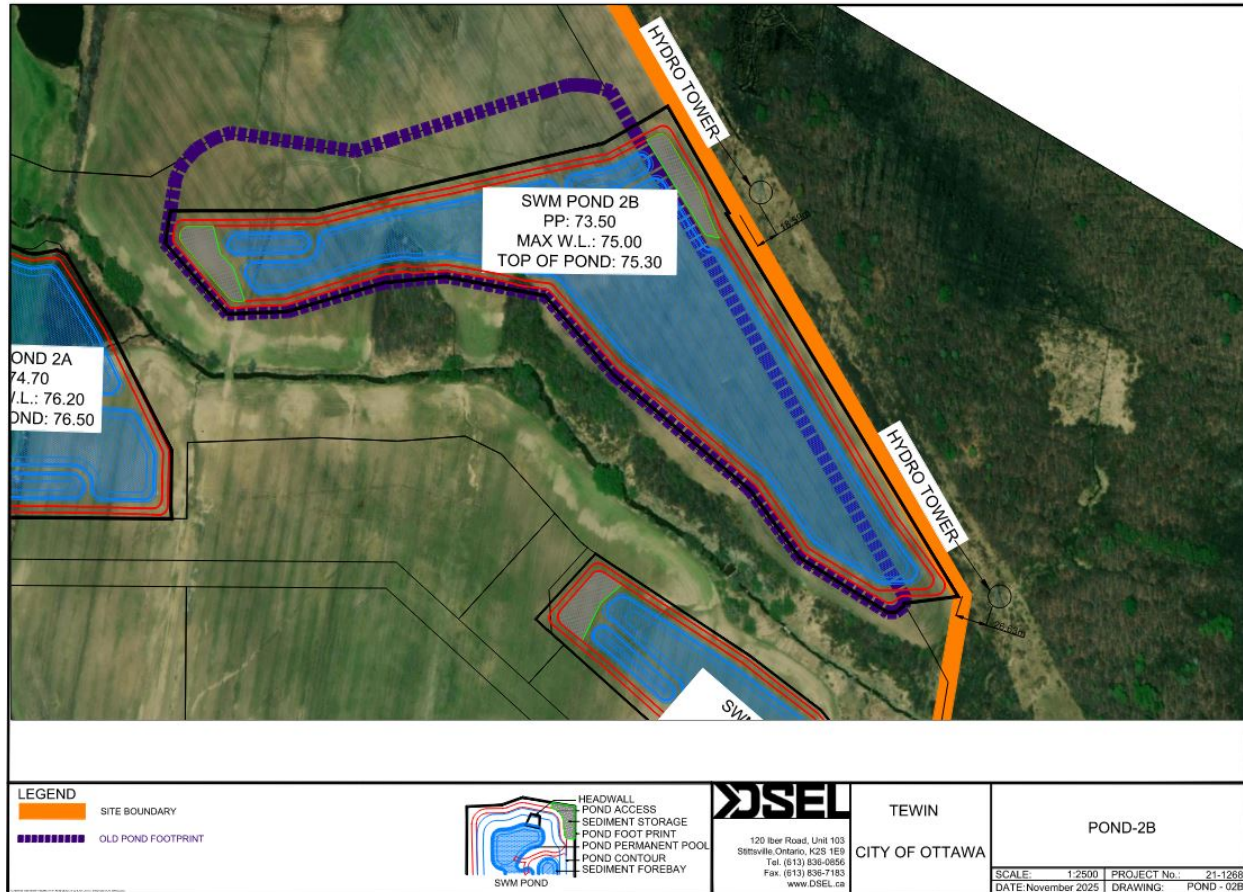 HYDRO TOWER
SWM POND 2B
PP: 73.50
MAX W.L.: 75.00
TOP OF POND: 75.30
OND 2A
74.70
W.L.: 76.20
OND: 76.50
HYDRO TOWER
SWM
LEGEND
SITE BOUNDARY
OLD POND FOOTPRINT
HEADWALL
POND ACCESS
SEDIMENT STORAGE
POND FOOT PRINT
POND PERMANENT POOL
POND CONTOUR
SEDIMENT FOREBAY
SWM POND
DSEL
120 Iber Road, Unit 103
Stittsville, Ontario, K2S 1E9
Tel. (613) 836-0856
Fax. (613) 836-7183
www.DSEL.ca
TEWIN
CITY OF OTTAWA
POND-2B
SCALE: 1:2500 PROJECT No.: 21-1268
DATE: November 2025 DRAWING: POND - 02B